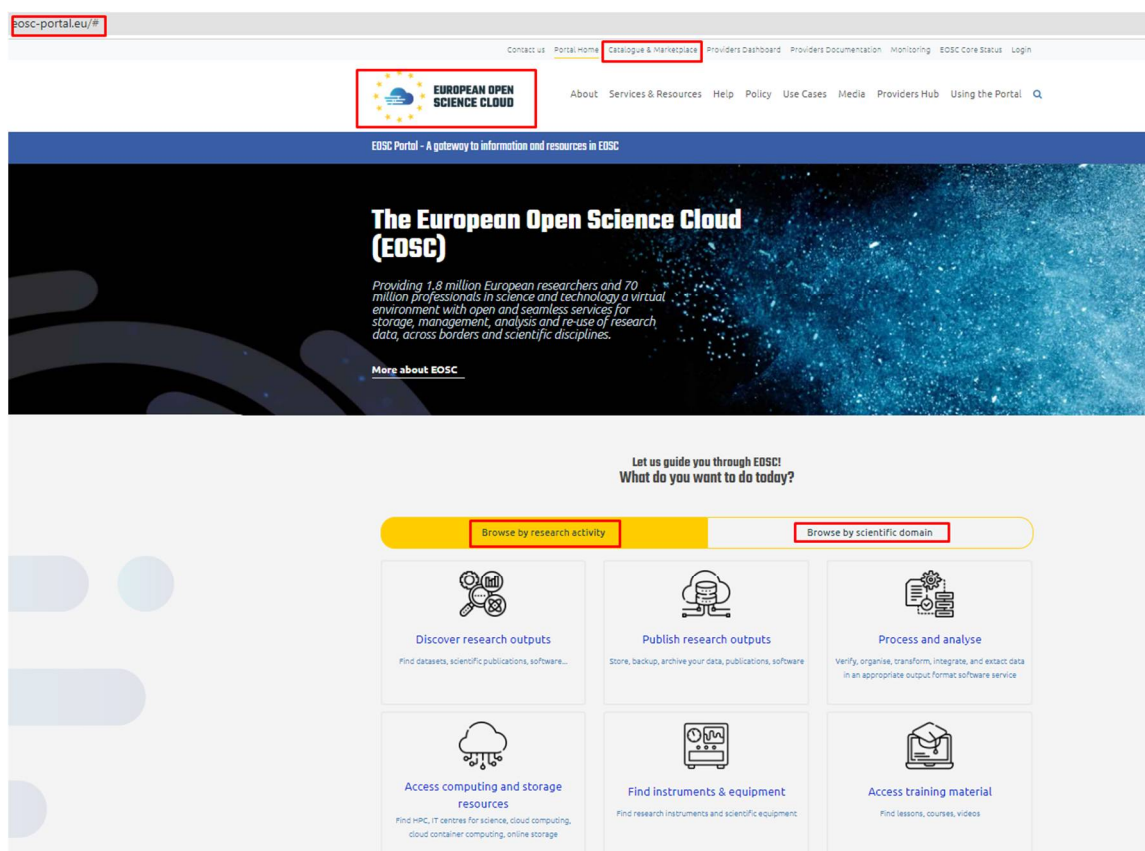 eosc-portal.eu/#
Contact us Portal Home Catalogue & Marketplace Providers Dashboard Providers Documentation Monitoring EOSC Core Status Login
EUROPEAN OPEN
SCIENCE CLOUD
About Services & Resources Help Policy Use Cases Media Providers Hub Using the Portal
EOSC Portal - A gateway to information and resources in EOSC
The European Open Science Cloud
(EOSC)
Providing 1.8 million European researchers and 70
million professionals in science and technology a virtual
environment with open and seamless services for
storage, management, analysis and re-use of research
data, across borders and scientific disciplines.
More about EOSC
Let us guide you through EOSC!
What do you want to do today?
Browse by research activity Browse by scientific domain
Discover research outputs
Find datasets, scientific publications, software...
Publish research outputs
Store, backup, archive your data, publications, software
Process and analyse
Verify, organise, transform, integrate, and extact data
in an appropriate output format software service
Access computing and storage
resources
Find HPC, IT centres for science, cloud computing,
cloud container computing, online storage
Find instruments & equipment
Find research instruments and scientific equipment
Access training material
Find lessons, courses, videos